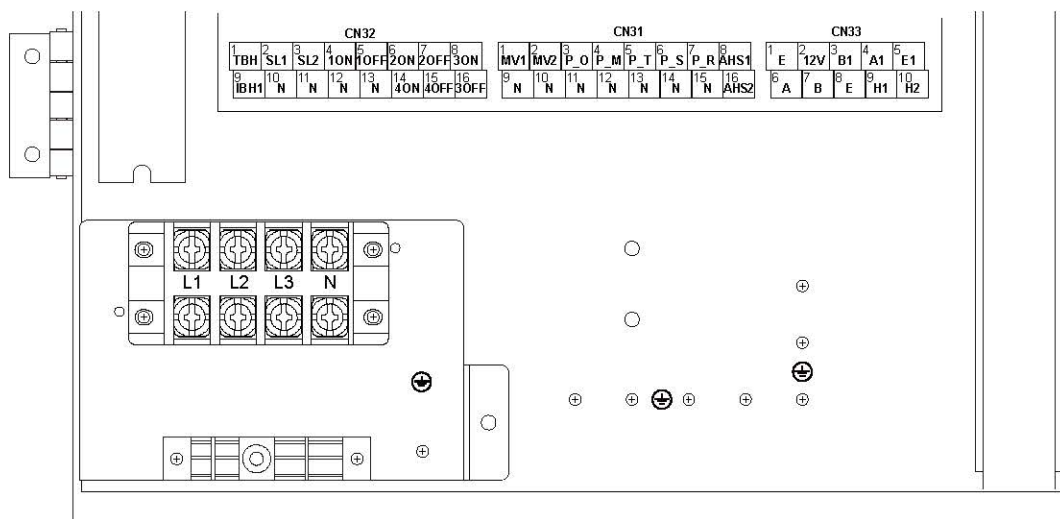 CN32 CN31 CN33
1 TBH 2 SL1 3 SL2 4 1ON 5 1OFF 6 2ON 7 2OFF 8 3ON
9 IBH1 10 N 11 N 12 N 13 N 14 4ON 15 4OFF 16 3OFF
1 MV1 2 MV2 3 P_O 4 P_M 5 P_T 6 P_S 7 P_R 8 AHS1
9 N 10 N 11 N 12 N 13 N 14 N 15 N 16 AHS2
1 E 2 12V 3 B1 4 A1 5 E1
6 A 7 B 8 E 9 H1 10 H2
L1 L2 L3 N